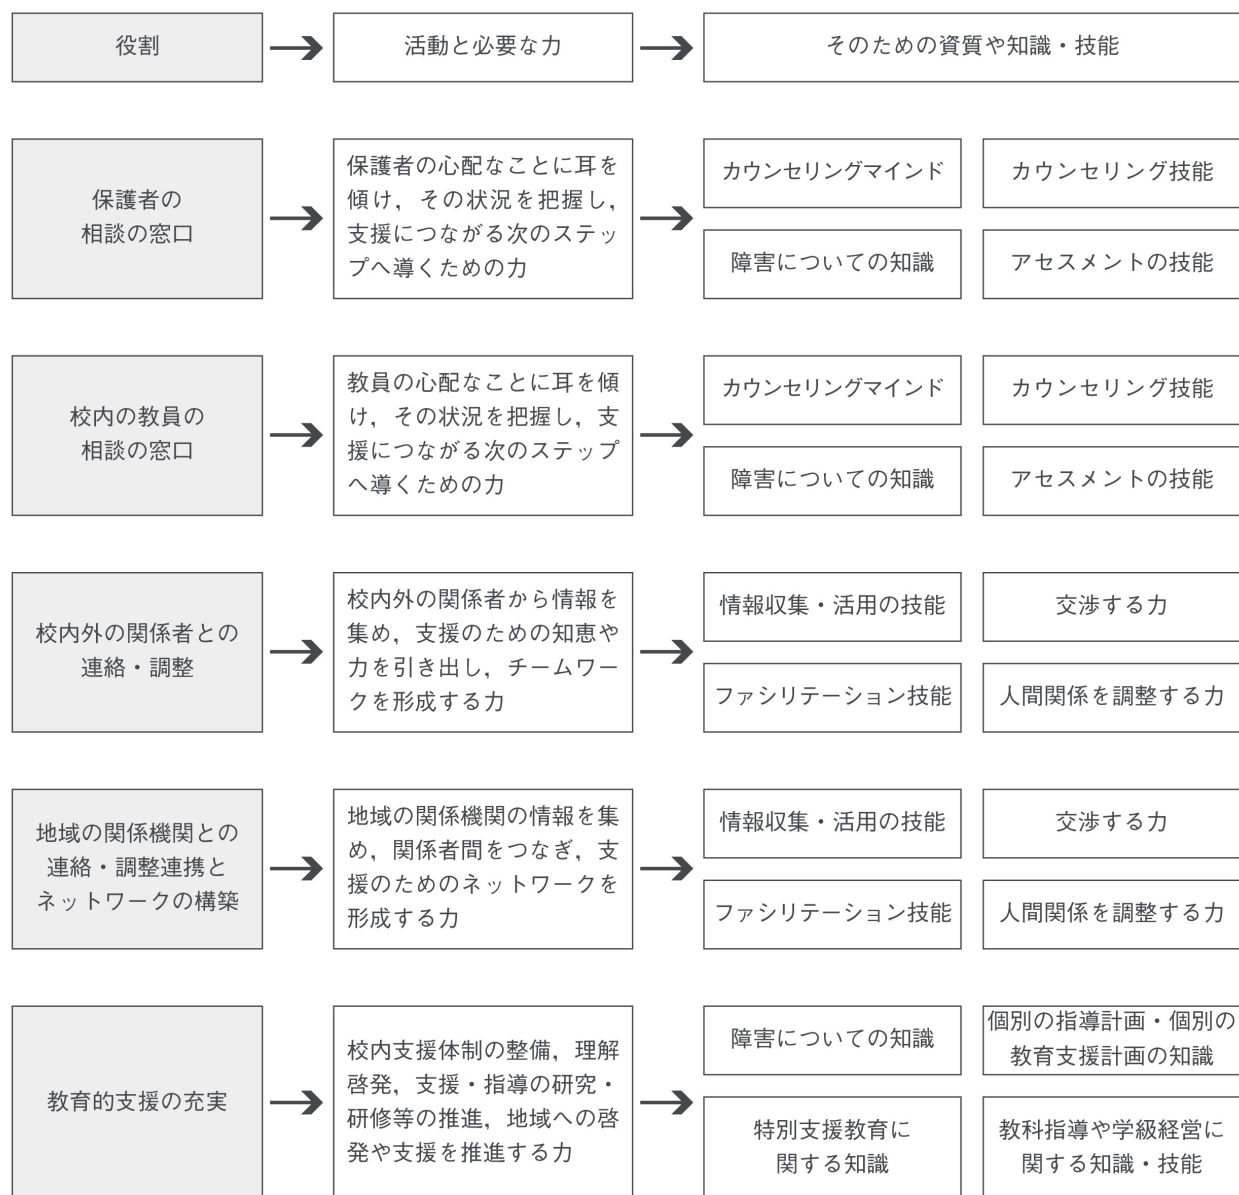 役割
活動と必要な力
そのための資質や知識・技能
保護者の
相談の窓口
保護者の心配なことに耳を
傾け，その状況を把握し，
支援につながる次のステッ
プへ導くための力
カウンセリングマインド
カウンセリング技能
障害についての知識
アセスメントの技能
校内の教員の
相談の窓口
教員の心配なことに耳を傾
け，その状況を把握し，支
援につながる次のステップ
へ導くための力
カウンセリングマインド
カウンセリング技能
障害についての知識
アセスメントの技能
校内外の関係者との
連絡・調整
校内外の関係者から情報を
集め，支援のための知恵や
力を引き出し，チームワー
クを形成する力
情報収集・活用の技能
交渉する力
ファシリテーション技能
人間関係を調整する力
地域の関係機関との
連絡・調整連携と
ネットワークの構築
地域の関係機関の情報を集
め，関係者間をつなぎ，支
援のためのネットワークを
形成する力
情報収集・活用の技能
交渉する力
ファシリテーション技能
人間関係を調整する力
教育的支援の充実
校内支援体制の整備，理解
啓発，支援・指導の研究・
研修等の推進，地域への啓
発や支援を推進する力
障害についての知識
個別の指導計画・個別の
教育支援計画の知識
特別支援教育に
関する知識
教科指導や学級経営に
関する知識・技能